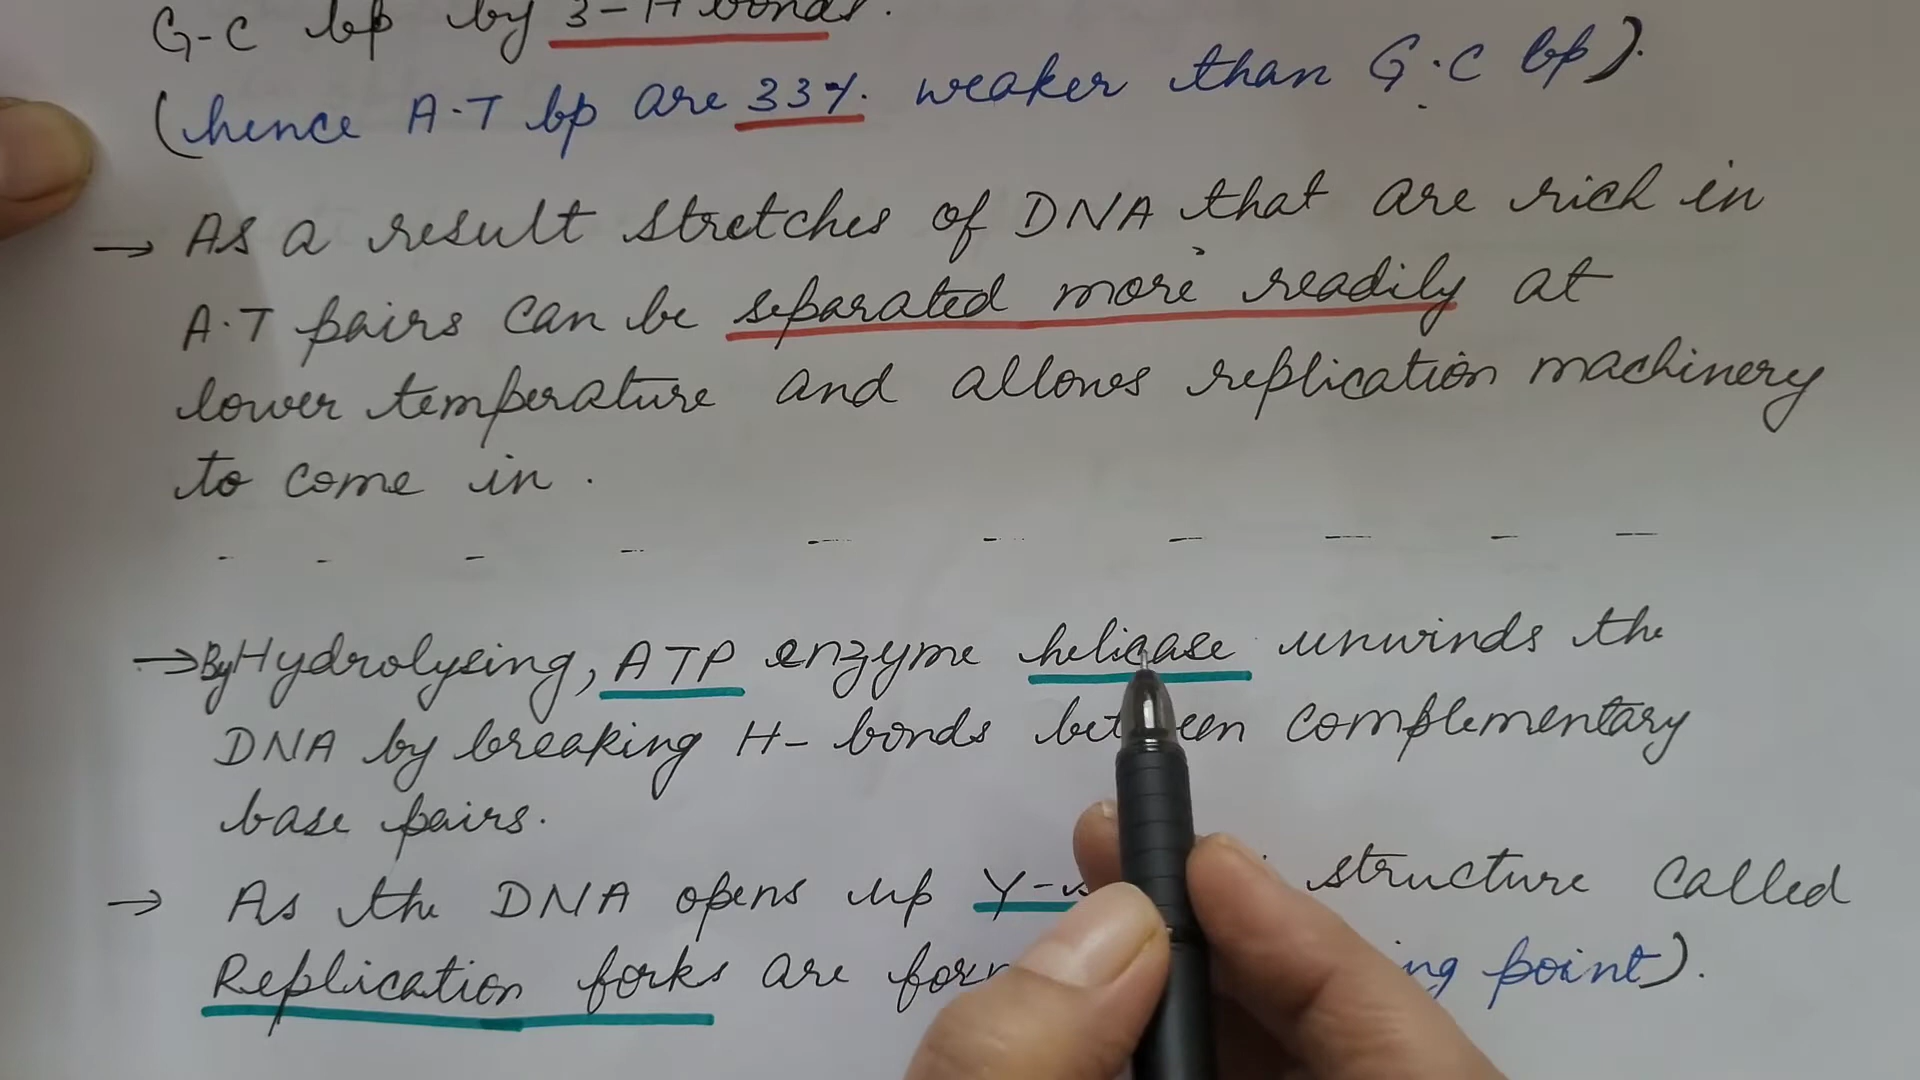 G-C bp by 3-H bonds.
(hence A.T bp are 33% weaker than G.C bp).
→ As a result stretches of DNA that are rich in
A.T pairs can be separated more readily at
lower temperature and allows replication machinery
to come in.
→ By Hydrolysing, ATP enzyme helicase unwinds the
DNA by breaking H-bonds between complementary
base pairs.
→ As the DNA opens up Y- structure called
Replication forks are point).